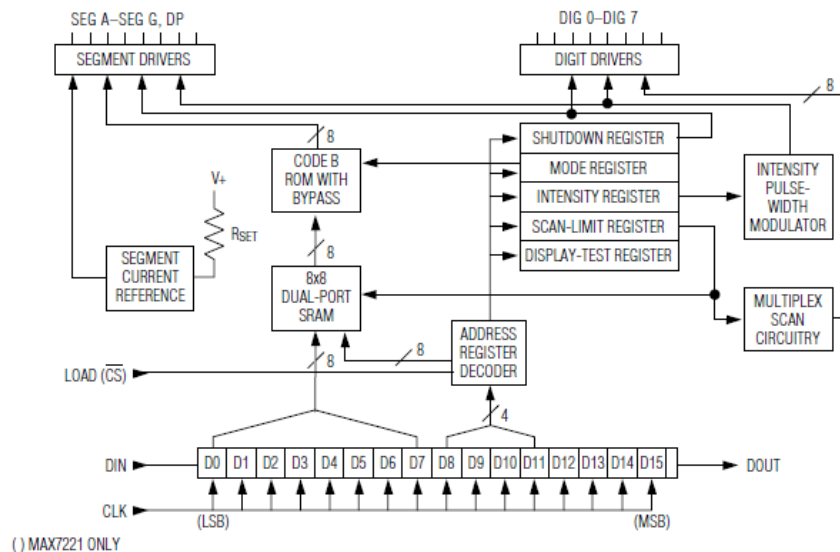 SEG A–SEG G, DP
DIG 0–DIG 7
SEGMENT DRIVERS
DIGIT DRIVERS
8
8
CODE B
ROM WITH
BYPASS
SHUTDOWN REGISTER
MODE REGISTER
INTENSITY REGISTER
SCAN-LIMIT REGISTER
DISPLAY-TEST REGISTER
INTENSITY
PULSE-
WIDTH
MODULATOR
V+
RSET
8
SEGMENT
CURRENT
REFERENCE
8x8
DUAL-PORT
SRAM
MULTIPLEX
SCAN
CIRCUITRY
ADDRESS
REGISTER
DECODER
8
8
LOAD (C̅S̅)
4
DIN
D0 D1 D2 D3 D4 D5 D6 D7 D8 D9 D10 D11 D12 D13 D14 D15
DOUT
CLK
(LSB)
(MSB)
( ) MAX7221 ONLY